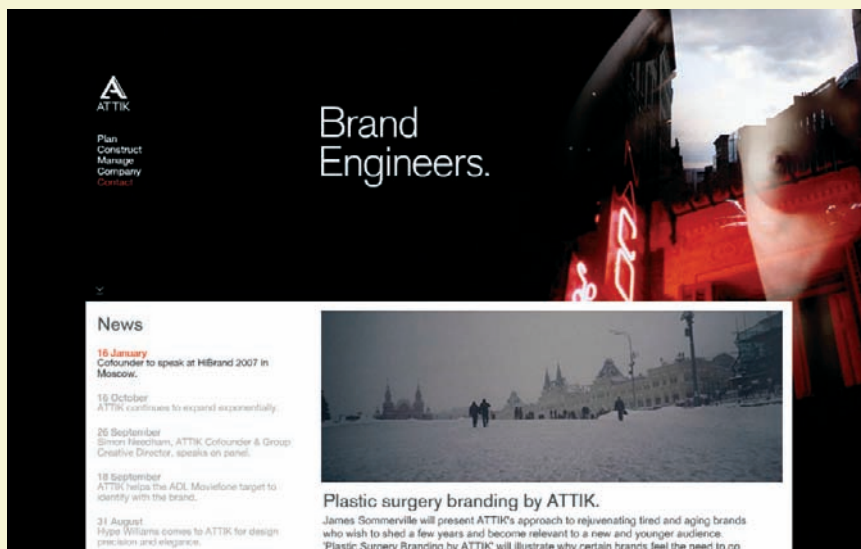 ATTIK
Plan
Construct
Manage
Company
Contact
Brand
Engineers.
News
16 January
Cofounder to speak at HiBrand 2007 in
Moscow.
16 October
ATTIK continues to expand exponentially.
26 September
Simon Needham, ATTIK Cofounder & Group
Creative Director, speaks on panel.
18 September
ATTIK helps the ADL Moviefone target to
identity with the brand.
31 August
Hype Williams comes to ATTIK for design
precision and elegance.
Plastic surgery branding by ATTIK.
James Sommerville will present ATTIK's approach to rejuvenating tired and aging brands
who wish to shed a few years and become relevant to a new and younger audience.
'Plastic Surgery Branding by ATTIK' will illustrate why certain brands feel the need to go